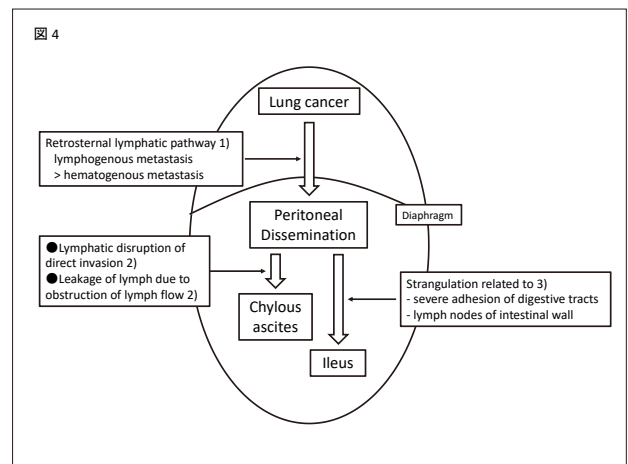 図 4
Lung cancer
Retrosternal lymphatic pathway 1)
lymphogenous metastasis
> hematogenous metastasis
Peritoneal
Dissemination
Diaphragm
●Lymphatic disruption of
direct invasion 2)
●Leakage of lymph due to
obstruction of lymph flow 2)
Chylous
ascites
Strangulation related to 3)
- severe adhesion of digestive tracts
- lymph nodes of intestinal wall
Ileus